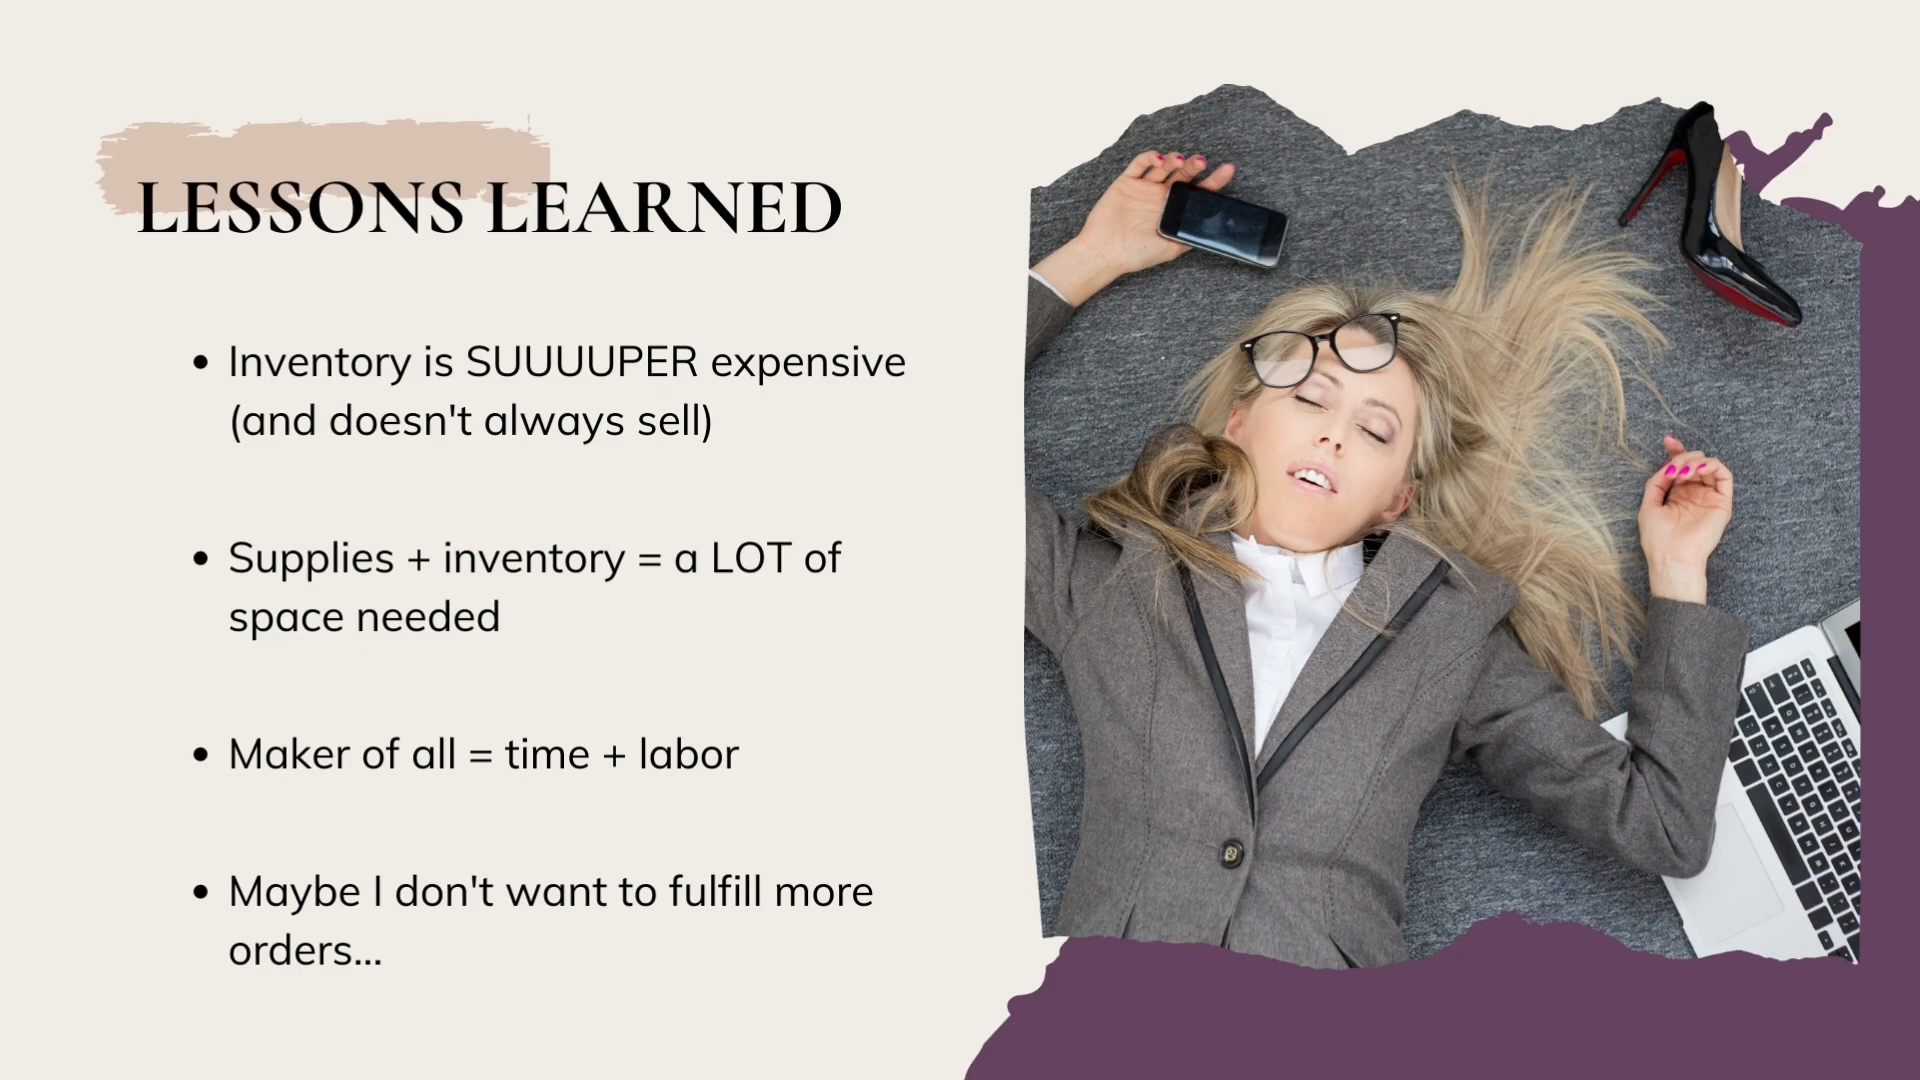 LESSONS LEARNED
• Inventory is SUUUUPER expensive
(and doesn't always sell)
• Supplies + inventory = a LOT of
space needed
• Maker of all = time + labor
• Maybe I don't want to fulfill more
orders...